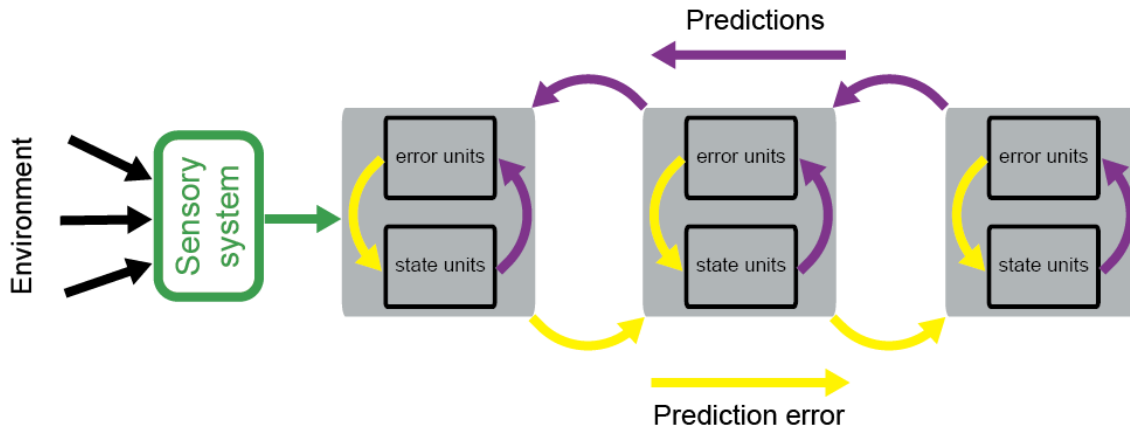 Predictions
Environment
Sensory
system
error units
state units
error units
state units
error units
state units
Prediction error